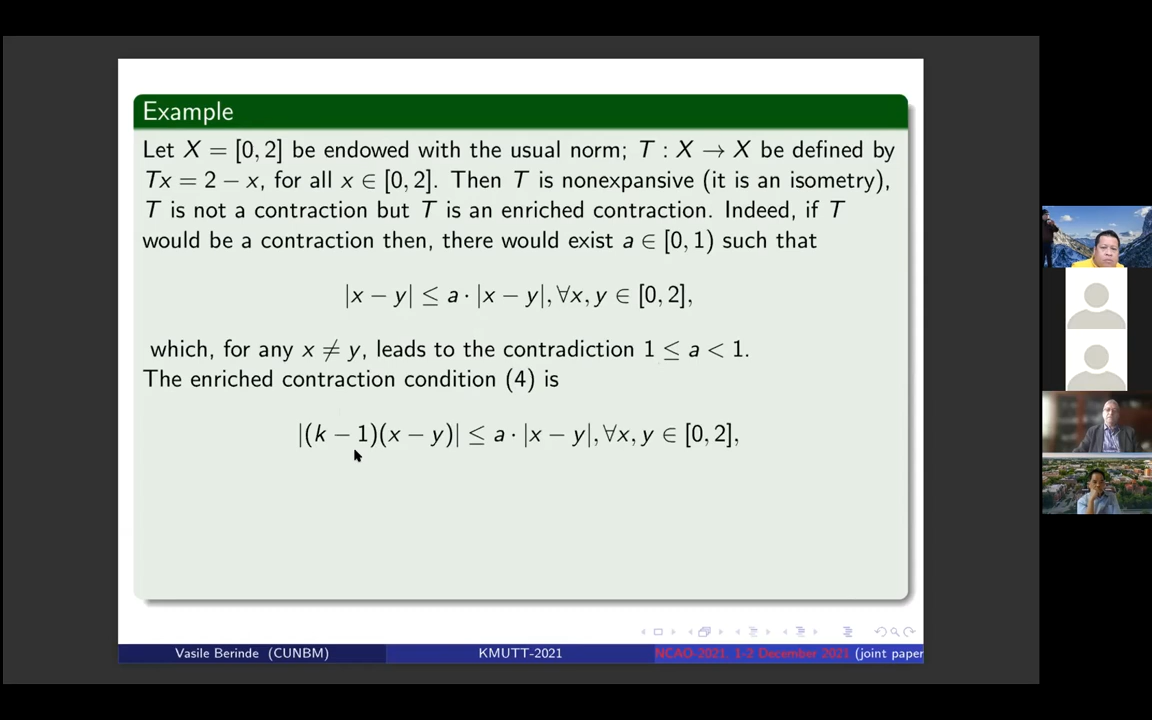 Example
Let X = [0, 2] be endowed with the usual norm; T : X → X be defined by
Tx = 2 − x, for all x ∈ [0, 2]. Then T is nonexpansive (it is an isometry),
T is not a contraction but T is an enriched contraction. Indeed, if T
would be a contraction then, there would exist a ∈ [0, 1) such that
|x − y| ≤ a · |x − y|, ∀x, y ∈ [0, 2],
which, for any x ≠ y, leads to the contradiction 1 ≤ a < 1.
The enriched contraction condition (4) is
|(k − 1)(x − y)| ≤ a · |x − y|, ∀x, y ∈ [0, 2],
Vasile Berinde (CUNBM) KMUTT-2021 NCAO-2021, 1-2 December 2021 (joint paper